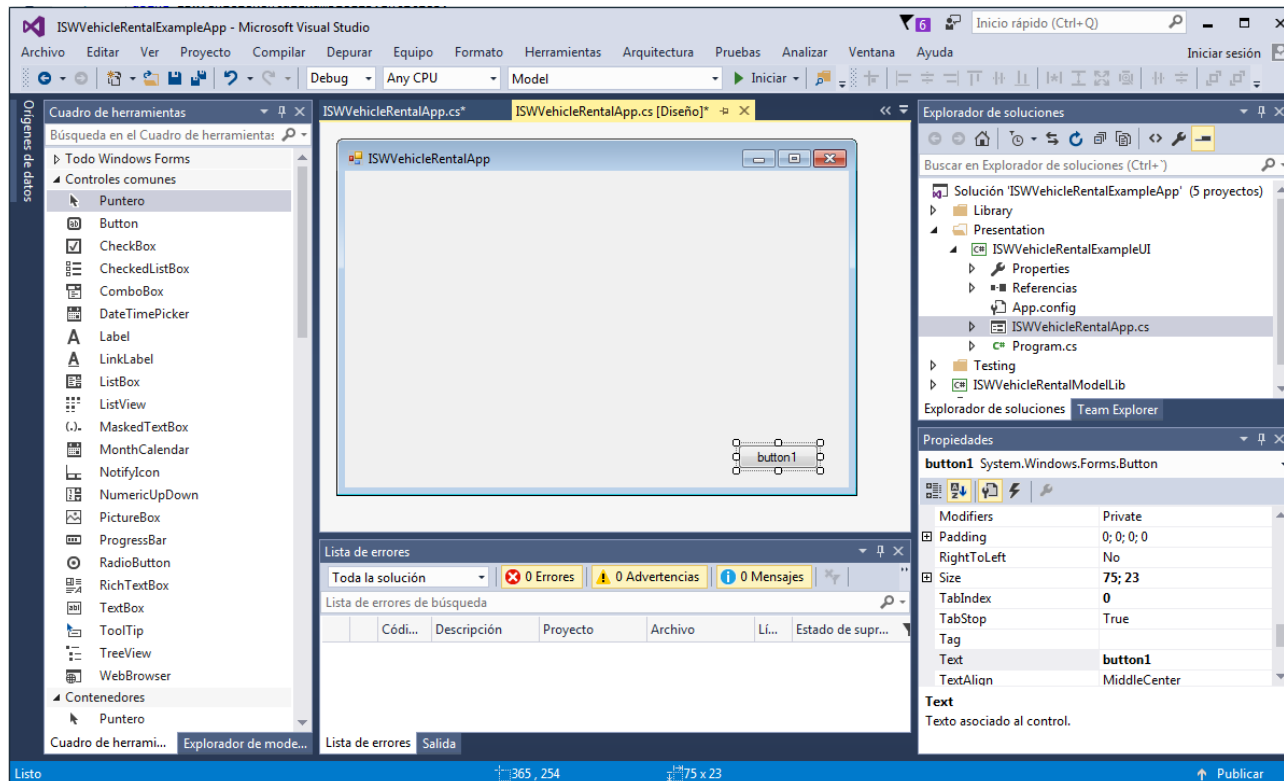 ISWVehicleRentalExampleApp - Microsoft Visual Studio
6
Inicio rápido (Ctrl+Q)
Archivo Editar Ver Proyecto Compilar Depurar Equipo Formato Herramientas Arquitectura Pruebas Analizar Ventana Ayuda Iniciar sesión
Debug Any CPU Model Iniciar
Orígenes de datos
Cuadro de herramientas
Búsqueda en el Cuadro de herramientas
Todo Windows Forms
Controles comunes
Puntero
Button
CheckBox
CheckedListBox
ComboBox
DateTimePicker
Label
LinkLabel
ListBox
ListView
MaskedTextBox
MonthCalendar
NotifyIcon
NumericUpDown
PictureBox
ProgressBar
RadioButton
RichTextBox
TextBox
ToolTip
TreeView
WebBrowser
Contenedores
Puntero
Cuadro de herrami... Explorador de mode...
ISWVehicleRentalApp.cs* ISWVehicleRentalApp.cs [Diseño]*
ISWVehicleRentalApp
button1
Lista de errores
Toda la solución 0 Errores 0 Advertencias 0 Mensajes
Lista de errores de búsqueda
Códi... Descripción Proyecto Archivo Lí... Estado de supr...
Lista de errores Salida
Explorador de soluciones
Buscar en Explorador de soluciones (Ctrl+¨)
Solución 'ISWVehicleRentalExampleApp' (5 proyectos)
Library
Presentation
C# ISWVehicleRentalExampleUI
Properties
Referencias
App.config
ISWVehicleRentalApp.cs
C# Program.cs
Testing
C# ISWVehicleRentalModelLib
Explorador de soluciones Team Explorer
Propiedades
button1 System.Windows.Forms.Button
Modifiers Private
Padding 0; 0; 0; 0
RightToLeft No
Size 75; 23
TabIndex 0
TabStop True
Tag
Text button1
TextAlign MiddleCenter
Text
Texto asociado al control.
Listo 365 , 254 75 x 23 Publicar